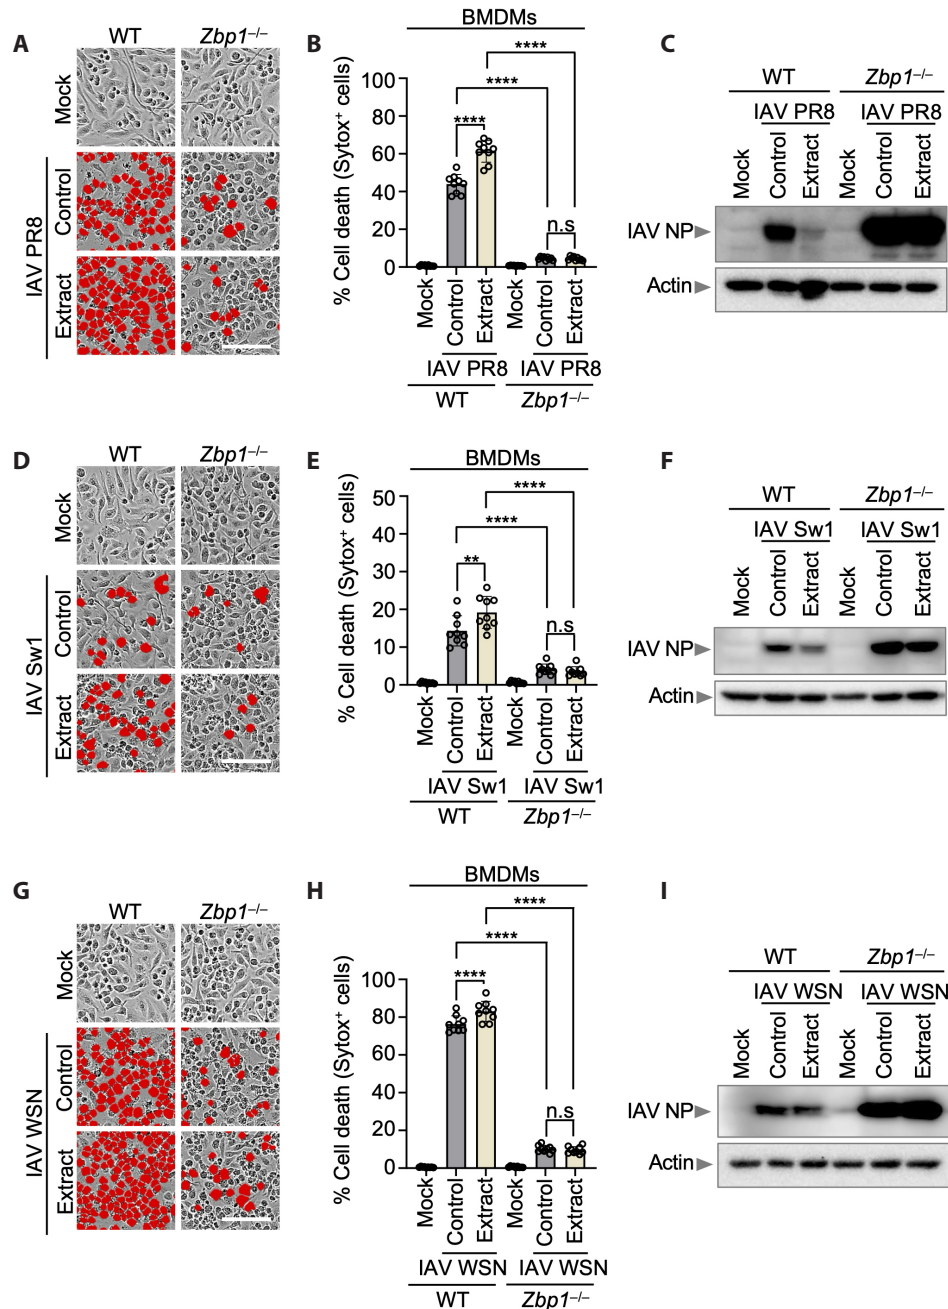 A
WT
Zbp1–/–
Mock
IAV PR8
Control
Extract
B
BMDMs
****
****
****
n.s
% Cell death (Sytox+ cells)
100
80
60
40
20
0
Mock
Control
Extract
Mock
Control
Extract
IAV PR8
IAV PR8
WT
Zbp1–/–
C
WT
Zbp1–/–
IAV PR8
IAV PR8
Mock
Control
Extract
Mock
Control
Extract
IAV NP
Actin
D
WT
Zbp1–/–
Mock
IAV Sw1
Control
Extract
E
BMDMs
****
****
**
n.s
% Cell death (Sytox+ cells)
50
40
30
20
10
0
Mock
Control
Extract
Mock
Control
Extract
IAV Sw1
IAV Sw1
WT
Zbp1–/–
F
WT
Zbp1–/–
IAV Sw1
IAV Sw1
Mock
Control
Extract
Mock
Control
Extract
IAV NP
Actin
G
WT
Zbp1–/–
Mock
IAV WSN
Control
Extract
H
BMDMs
****
****
****
n.s
% Cell death (Sytox+ cells)
100
80
60
40
20
0
Mock
Control
Extract
Mock
Control
Extract
IAV WSN
IAV WSN
WT
Zbp1–/–
I
WT
Zbp1–/–
IAV WSN
IAV WSN
Mock
Control
Extract
Mock
Control
Extract
IAV NP
Actin